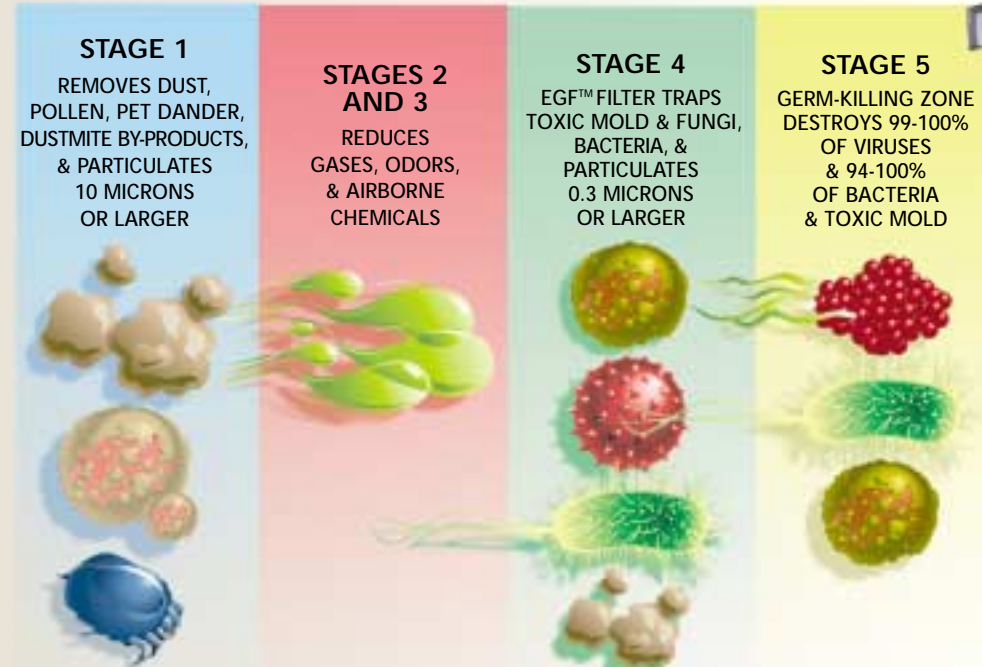 STAGE 1
REMOVES DUST,
POLLEN, PET DANDER,
DUSTMITE BY-PRODUCTS,
& PARTICULATES
10 MICRONS
OR LARGER
STAGES 2
AND 3
REDUCES
GASES, ODORS,
& AIRBORNE
CHEMICALS
STAGE 4
EGF™ FILTER TRAPS
TOXIC MOLD & FUNGI,
BACTERIA, &
PARTICULATES
0.3 MICRONS
OR LARGER
STAGE 5
GERM-KILLING ZONE
DESTROYS 99-100%
OF VIRUSES
& 94-100%
OF BACTERIA
& TOXIC MOLD